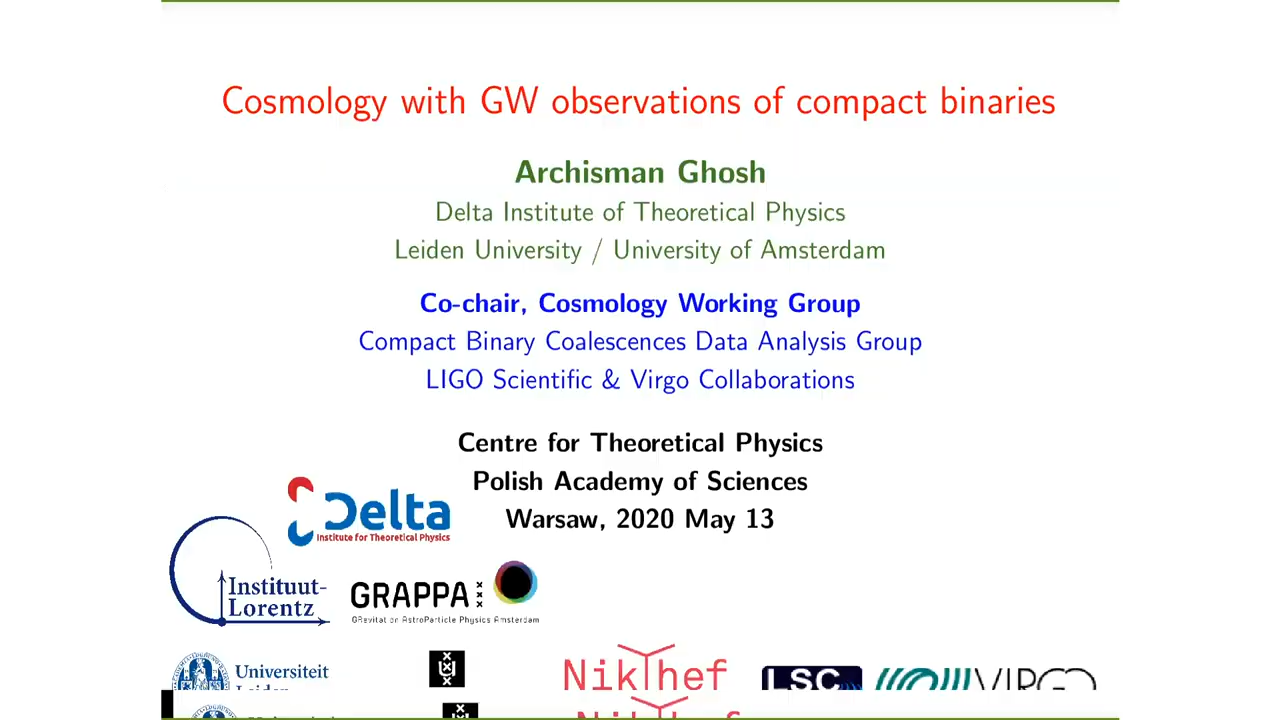 Cosmology with GW observations of compact binaries
Archisman Ghosh
Delta Institute of Theoretical Physics
Leiden University / University of Amsterdam
Co-chair, Cosmology Working Group
Compact Binary Coalescences Data Analysis Group
LIGO Scientific & Virgo Collaborations
Centre for Theoretical Physics
Polish Academy of Sciences
Warsaw, 2020 May 13
Delta
Institute for Theoretical Physics
Instituut-
Lorentz
GRAPPA
GRavitation AstroParticle Physics Amsterdam
Universiteit
Leiden
Nikhef
LSC
VIRGO
Nikhef